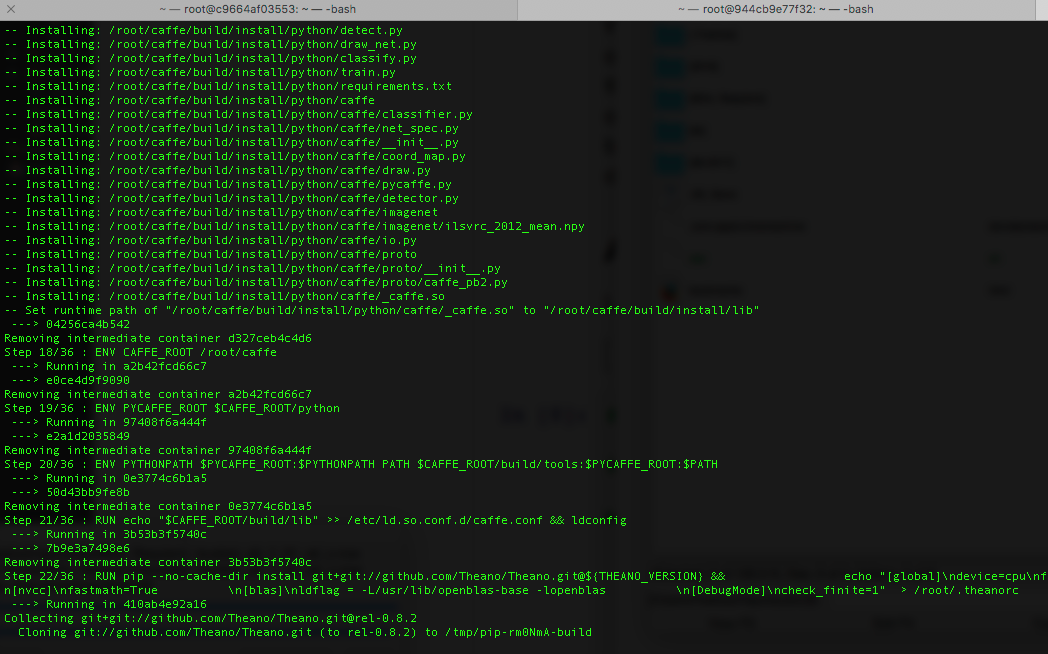 ~ — root@c9664af03553: ~ — -bash
~ — root@944cb9e77f32: ~ — -bash
-- Installing: /root/caffe/build/install/python/detect.py
-- Installing: /root/caffe/build/install/python/draw_net.py
-- Installing: /root/caffe/build/install/python/classify.py
-- Installing: /root/caffe/build/install/python/train.py
-- Installing: /root/caffe/build/install/python/requirements.txt
-- Installing: /root/caffe/build/install/python/caffe
-- Installing: /root/caffe/build/install/python/caffe/classifier.py
-- Installing: /root/caffe/build/install/python/caffe/net_spec.py
-- Installing: /root/caffe/build/install/python/caffe/__init__.py
-- Installing: /root/caffe/build/install/python/caffe/coord_map.py
-- Installing: /root/caffe/build/install/python/caffe/draw.py
-- Installing: /root/caffe/build/install/python/caffe/pycaffe.py
-- Installing: /root/caffe/build/install/python/caffe/detector.py
-- Installing: /root/caffe/build/install/python/caffe/imagenet
-- Installing: /root/caffe/build/install/python/caffe/imagenet/ilsvrc_2012_mean.npy
-- Installing: /root/caffe/build/install/python/caffe/io.py
-- Installing: /root/caffe/build/install/python/caffe/proto
-- Installing: /root/caffe/build/install/python/caffe/proto/__init__.py
-- Installing: /root/caffe/build/install/python/caffe/proto/caffe_pb2.py
-- Installing: /root/caffe/build/install/python/caffe/_caffe.so
-- Set runtime path of "/root/caffe/build/install/python/caffe/_caffe.so" to "/root/caffe/build/install/lib"
 ---> 04256ca4b542
Removing intermediate container d327ceb4c4d6
Step 18/36 : ENV CAFFE_ROOT /root/caffe
 ---> Running in a2b42fcd66c7
 ---> e0ce4d9f9090
Removing intermediate container a2b42fcd66c7
Step 19/36 : ENV PYCAFFE_ROOT $CAFFE_ROOT/python
 ---> Running in 97408f6a444f
 ---> e2a1d2035849
Removing intermediate container 97408f6a444f
Step 20/36 : ENV PYTHONPATH $PYCAFFE_ROOT:$PYTHONPATH PATH $CAFFE_ROOT/build/tools:$PYCAFFE_ROOT:$PATH
 ---> Running in 0e3774c6b1a5
 ---> 50d43bb9fe8b
Removing intermediate container 0e3774c6b1a5
Step 21/36 : RUN echo "$CAFFE_ROOT/build/lib" >> /etc/ld.so.conf.d/caffe.conf && ldconfig
 ---> Running in 3b53b3f5740c
 ---> 7b9e3a7498e6
Removing intermediate container 3b53b3f5740c
Step 22/36 : RUN pip --no-cache-dir install git+git://github.com/Theano/Theano.git@${THEANO_VERSION} &&                 echo "[global]\ndevice=cpu\nf
n[nvcc]\nfastmath=True          \n[blas]\nldflag = -L/usr/lib/openblas-base -lopenblas          \n[DebugMode]\ncheck_finite=1"  > /root/.theanorc
 ---> Running in 410ab4e92a16
Collecting git+git://github.com/Theano/Theano.git@rel-0.8.2
  Cloning git://github.com/Theano/Theano.git (to rel-0.8.2) to /tmp/pip-rm0NmA-build